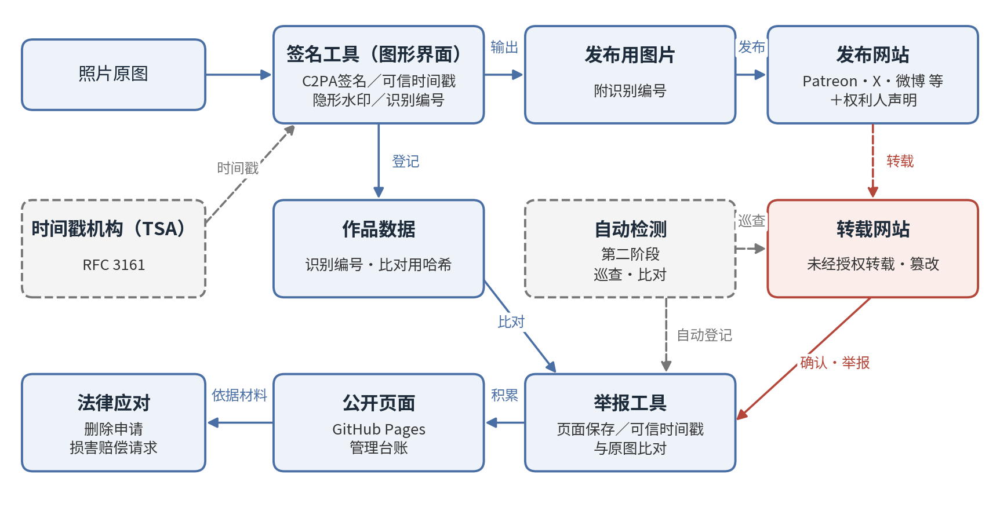 照片原图
签名工具（图形界面）
C2PA签名／可信时间戳
隐形水印／识别编号
输出
发布用图片
附识别编号
发布
发布网站
Patreon・X・微博 等
＋权利人声明
时间戳
登记
转载
时间戳机构（TSA）
RFC 3161
作品数据
识别编号・比对用哈希
自动检测
第二阶段
巡查・比对
巡查
转载网站
未经授权转载・篡改
比对
自动登记
确认・举报
法律应对
删除申请
损害赔偿请求
依据材料
公开页面
GitHub Pages
管理台账
积累
举报工具
页面保存／可信时间戳
与原图比对